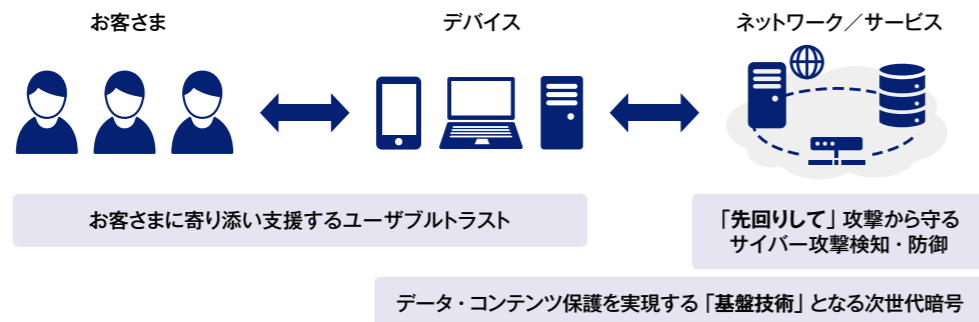 お客さま
デバイス
ネットワーク／サービス
お客さまに寄り添い支援するユーザブルトラスト
「先回りして」攻撃から守る
サイバー攻撃検知・防御
データ・コンテンツ保護を実現する「基盤技術」となる次世代暗号